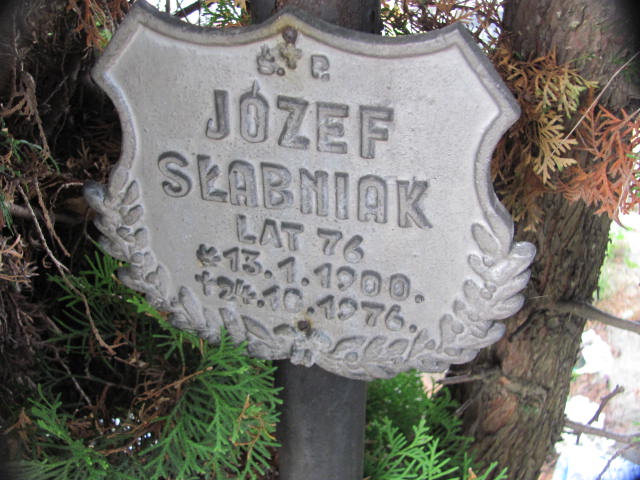 Ś. P.
JÓZEF
SŁABNIAK
LAT 76
*13.1.1900.
+24.10.1976.